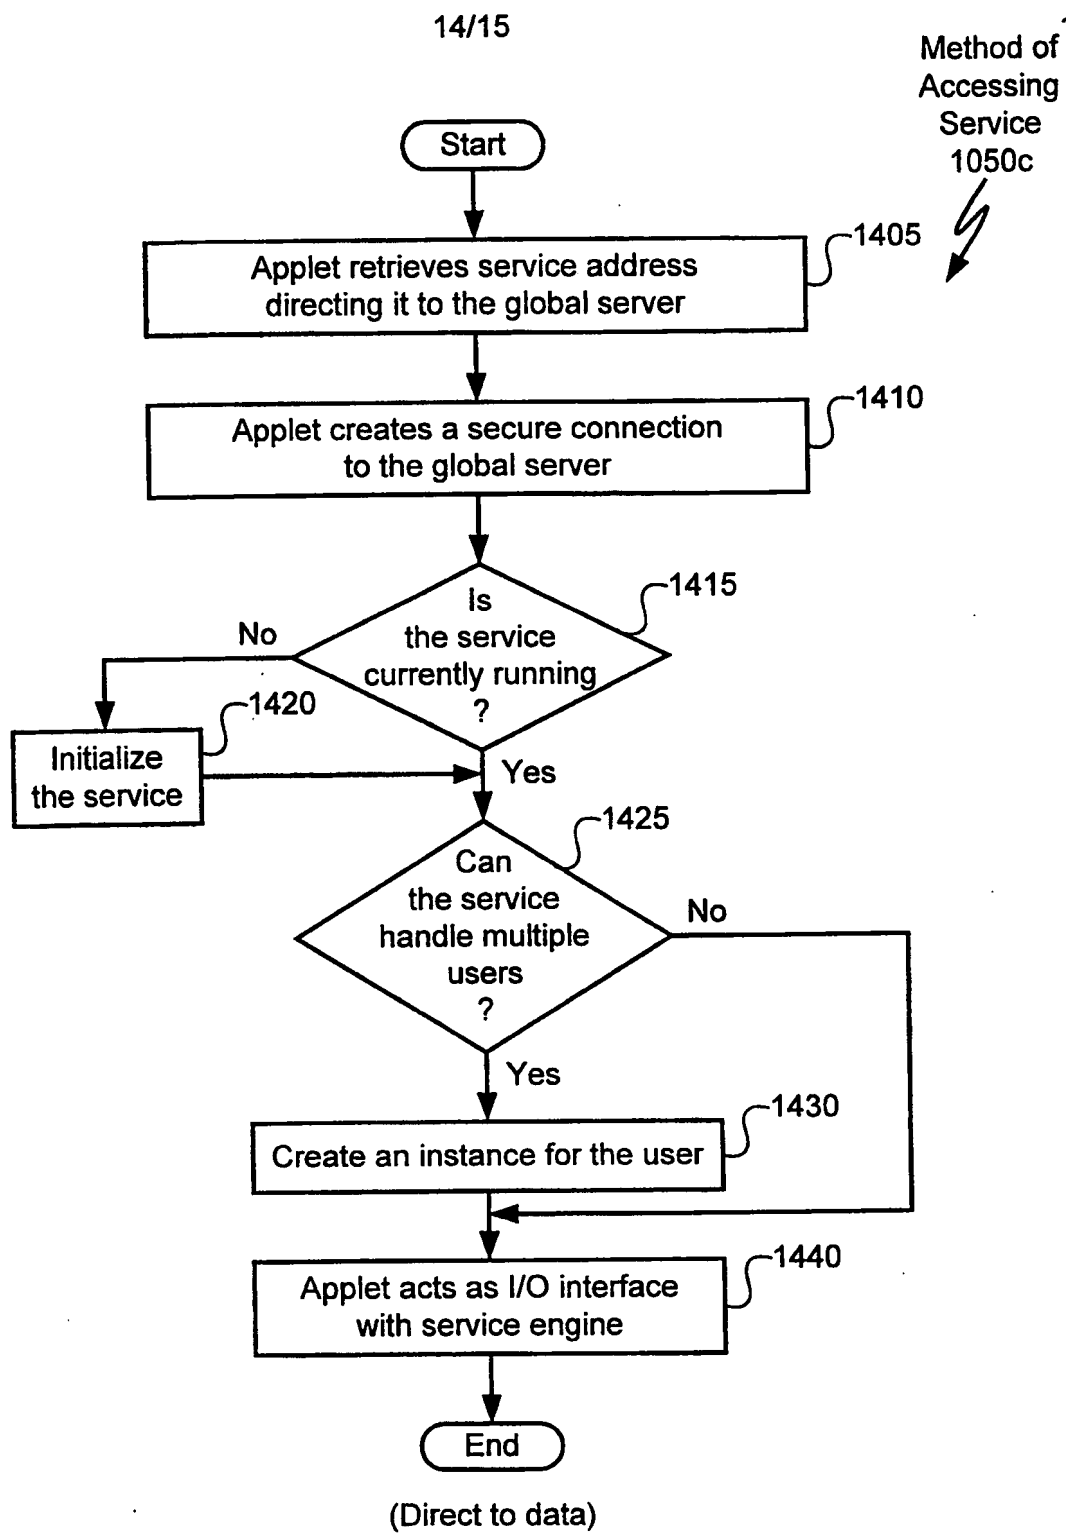 14/15
Method of
Accessing
Service
1050c
Start
1405
Applet retrieves service address
directing it to the global server
1410
Applet creates a secure connection
to the global server
1415
Is
the service
currently running
?
No
1420
Initialize
the service
Yes
1425
Can
the service
handle multiple
users
?
No
Yes
1430
Create an instance for the user
1440
Applet acts as I/O interface
with service engine
End
(Direct to data)